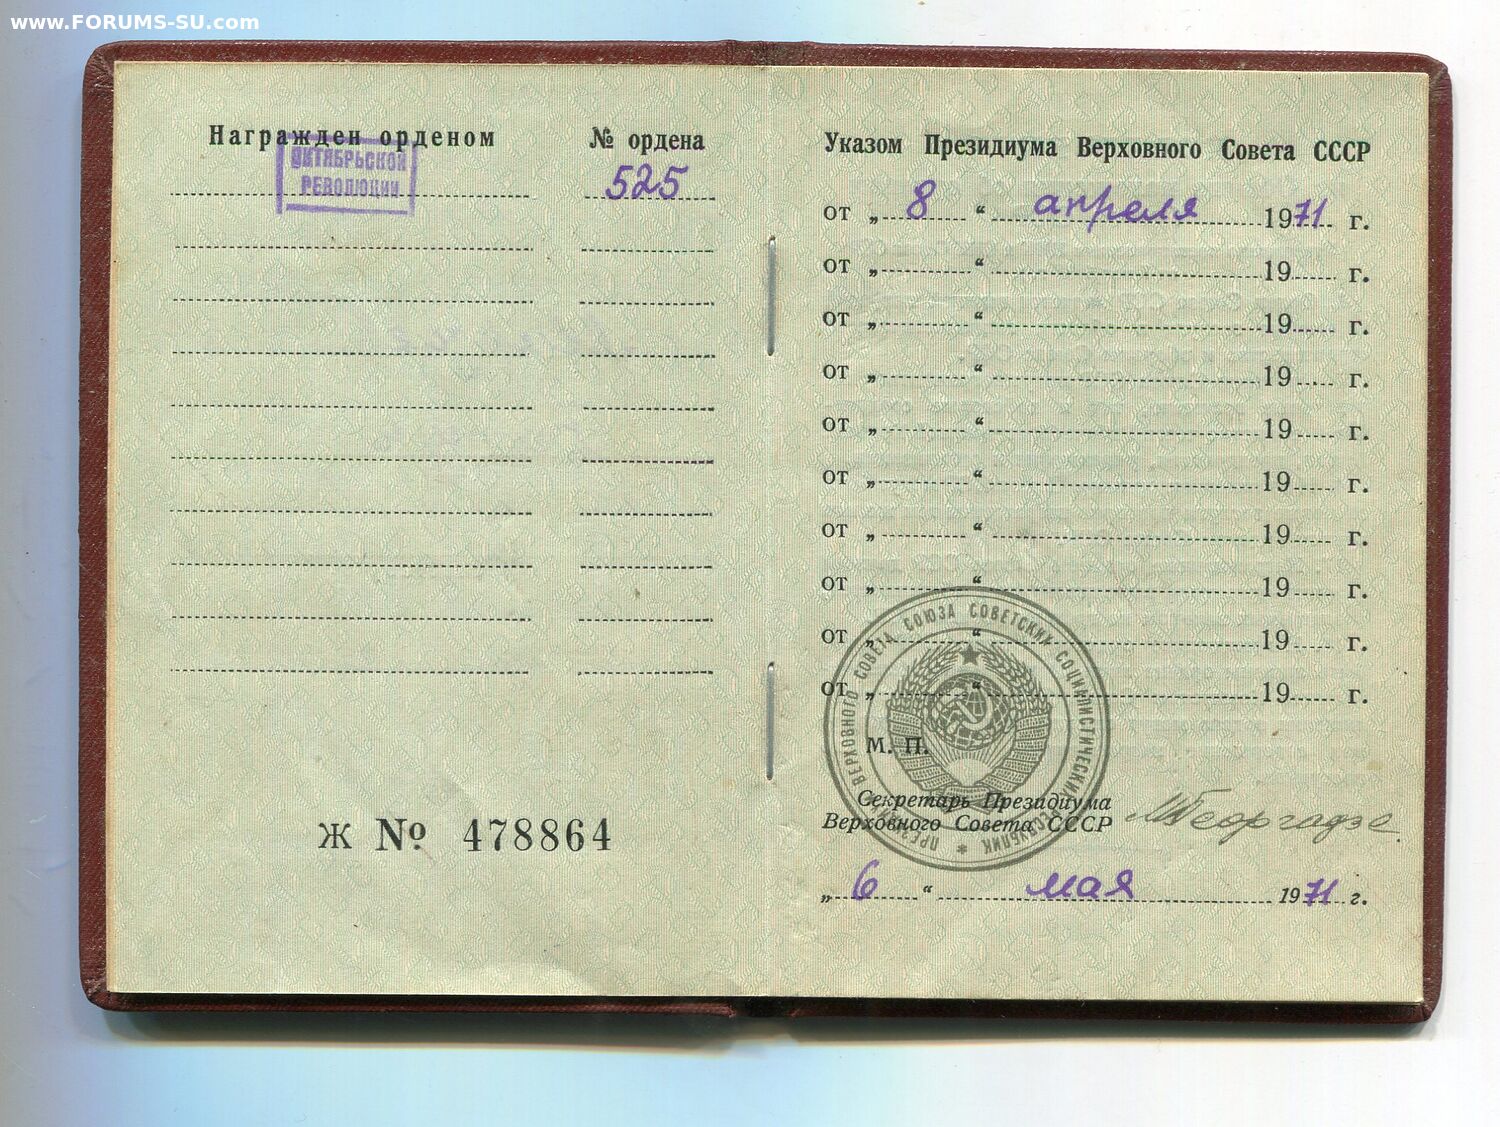 www.FORUMS-SU.com
Награжден орденом № ордена
ОКТЯБРЬСКОЙ
РЕВОЛЮЦИИ
525
Ж № 478864
Указом Президиума Верховного Совета СССР
от „ 8 “ апреля 1971 г.
от „ “ 19 г.
от „ “ 19 г.
от „ “ 19 г.
от „ “ 19 г.
от „ “ 19 г.
от „ “ 19 г.
от „ “ 19 г.
от „ “ 19 г.
от „ “ 19 г.
ПРЕЗИДИУМ ВЕРХОВНОГО СОВЕТА СОЮЗА СОВЕТСКИХ СОЦИАЛИСТИЧЕСКИХ РЕСПУБЛИК *
М. П.
Секретарь Президиума
Верховного Совета СССР
МГеоргадзе
„ 6 “ мая 1971 г.